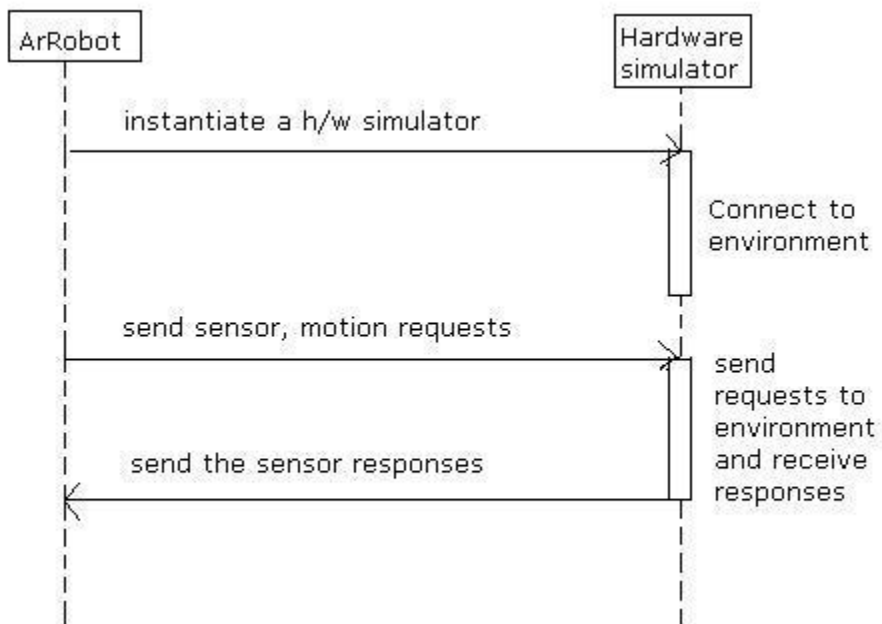 ArRobot
Hardware
simulator
instantiate a h/w simulator
Connect to
environment
send sensor, motion requests
send
requests to
environment
and receive
responses
send the sensor responses